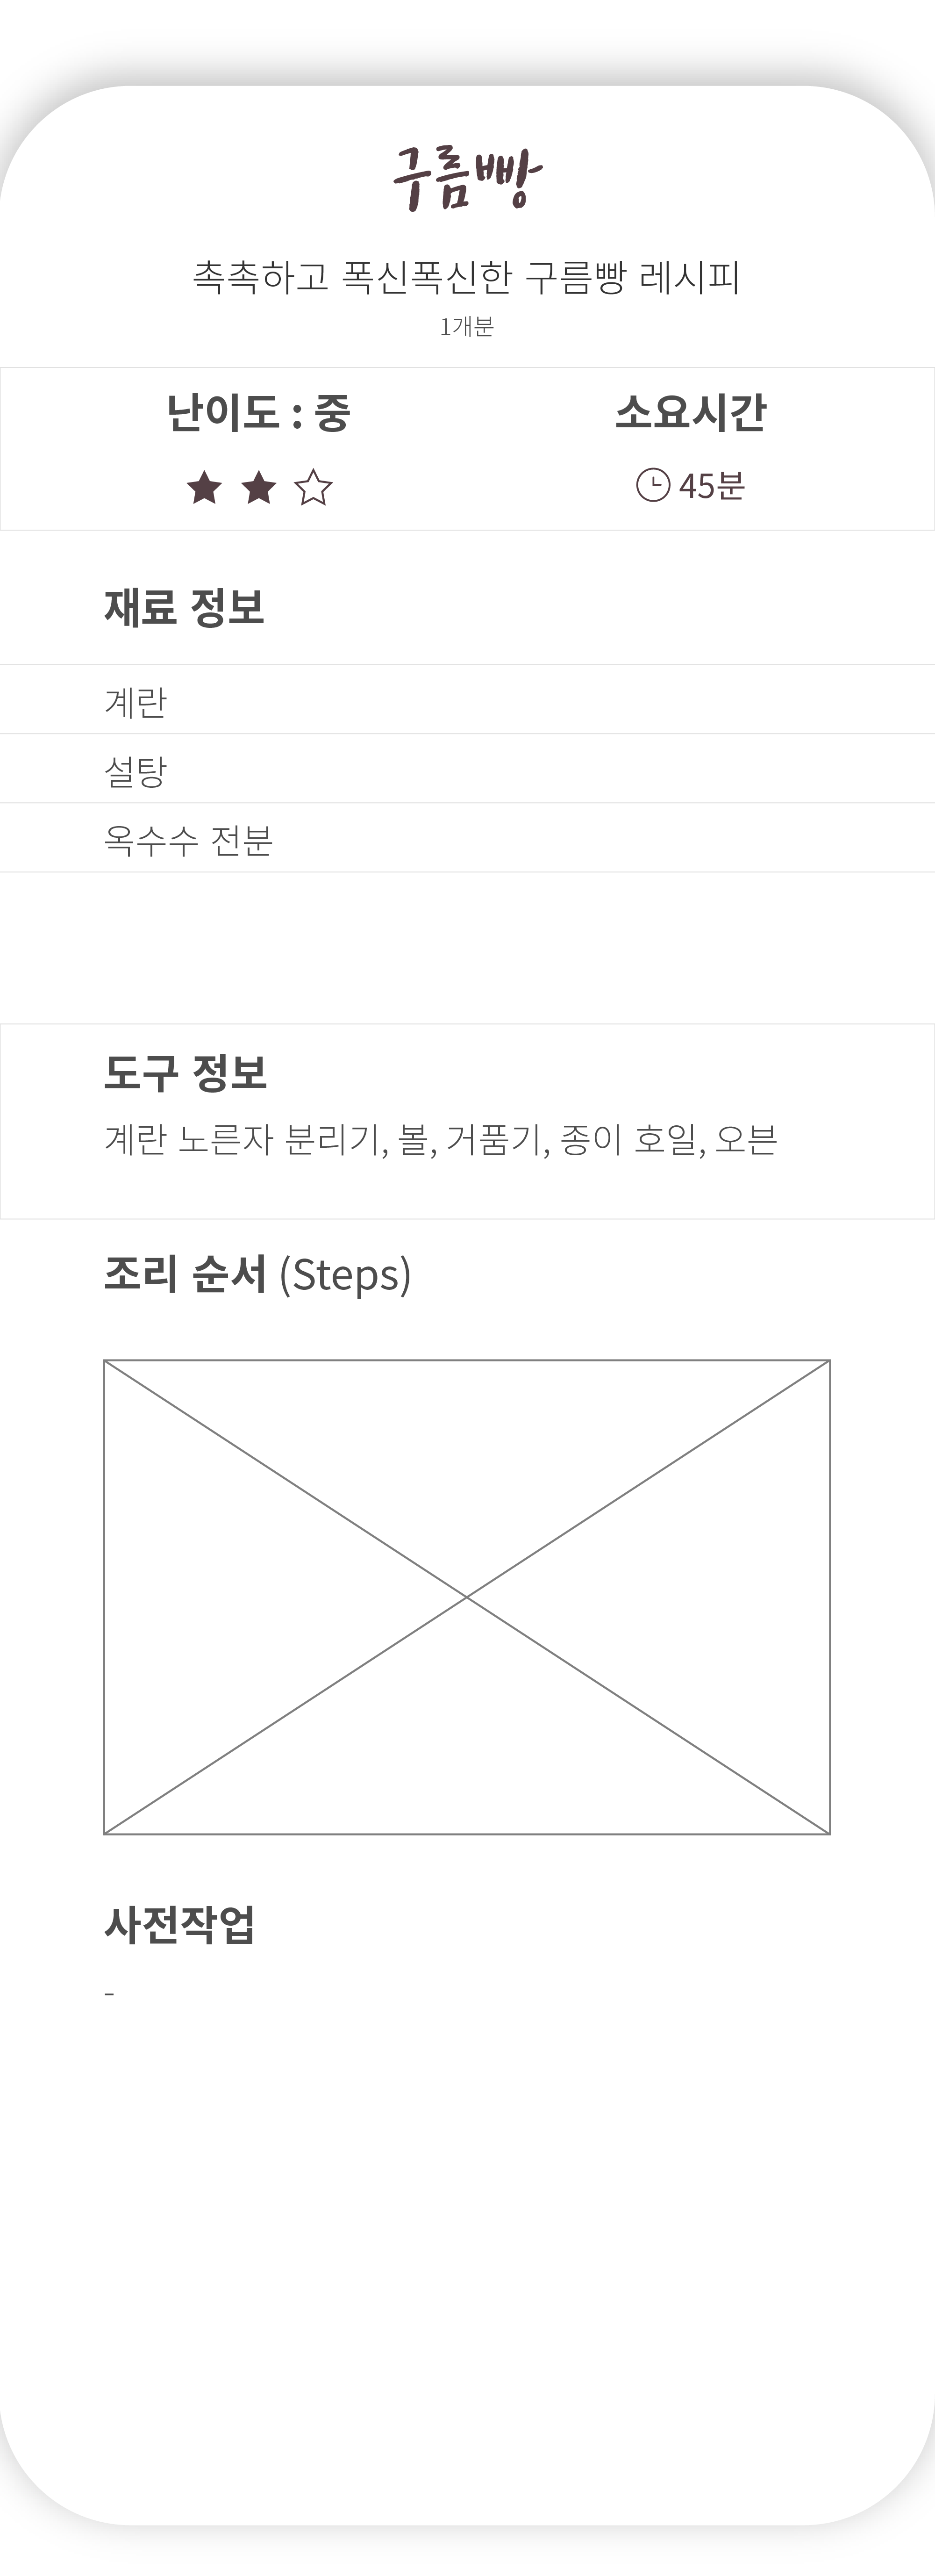 구름빵
촉촉하고 폭신폭신한 구름빵 레시피
1개분
난이도 : 중
소요시간
45분
재료 정보
계란
설탕
옥수수 전분
도구 정보
계란 노른자 분리기, 볼, 거품기, 종이 호일, 오븐
조리 순서 (Steps)
사전작업
-